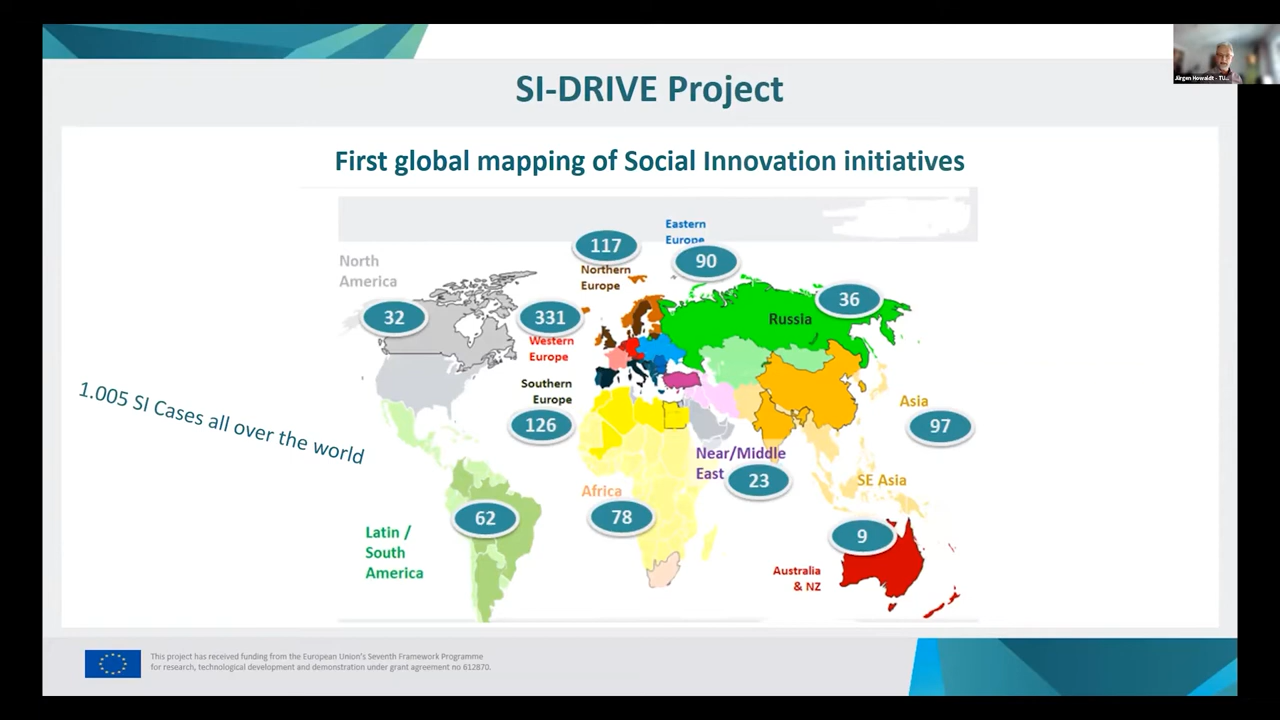 SI-DRIVE Project
Jürgen Howaldt - TU...
First global mapping of Social Innovation initiatives
North
America
32
117
Northern
Europe
Eastern
Europe
90
36
Russia
331
Western
Europe
Southern
Europe
126
1.005 SI Cases all over the world
Asia
97
Near/Middle
East
23
SE Asia
Africa
78
62
Latin /
South
America
9
Australia
& NZ
This project has received funding from the European Union's Seventh Framework Programme
for research, technological development and demonstration under grant agreement no 612870.